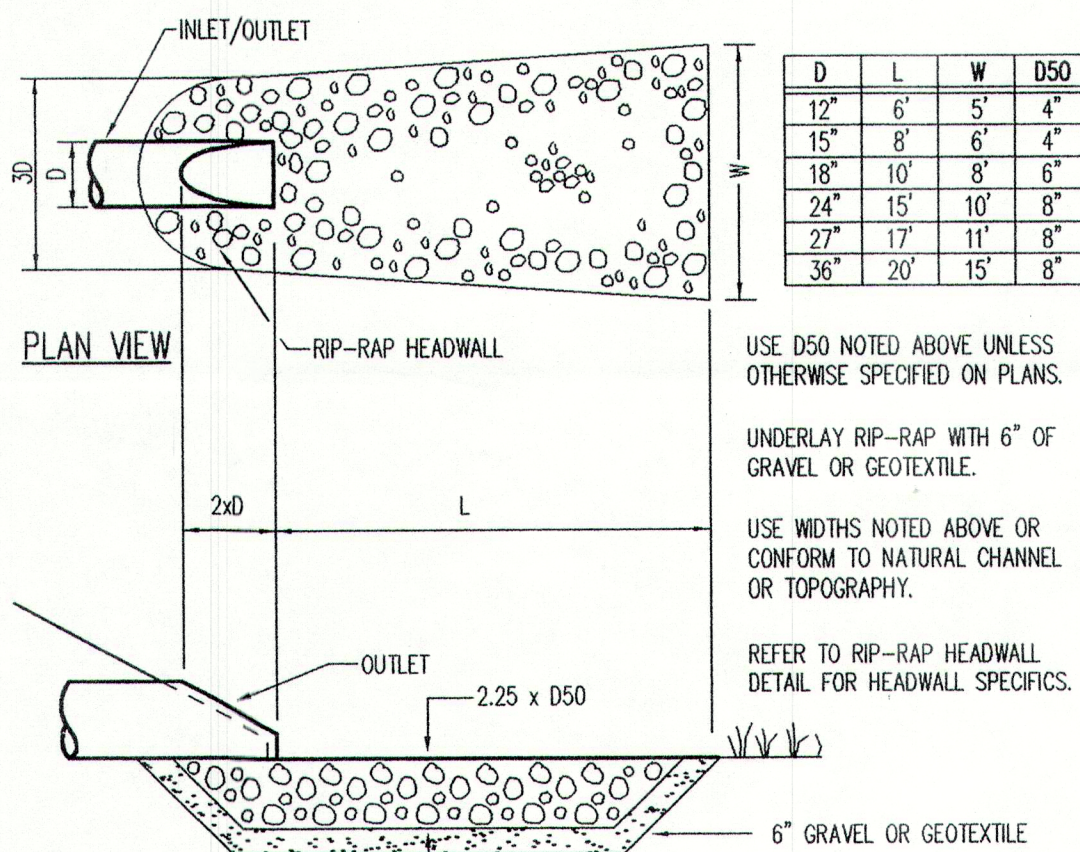 INLET/OUTLET
3D
D
W
D L W D50
12" 6' 5' 4"
15" 8' 6' 4"
18" 10' 8' 6"
24" 15' 10' 8"
27" 17' 11' 8"
36" 20' 15' 8"
PLAN VIEW
RIP-RAP HEADWALL
USE D50 NOTED ABOVE UNLESS
OTHERWISE SPECIFIED ON PLANS.
UNDERLAY RIP-RAP WITH 6" OF
GRAVEL OR GEOTEXTILE.
2xD
L
USE WIDTHS NOTED ABOVE OR
CONFORM TO NATURAL CHANNEL
OR TOPOGRAPHY.
REFER TO RIP-RAP HEADWALL
DETAIL FOR HEADWALL SPECIFICS.
OUTLET
2.25 x D50
6" GRAVEL OR GEOTEXTILE